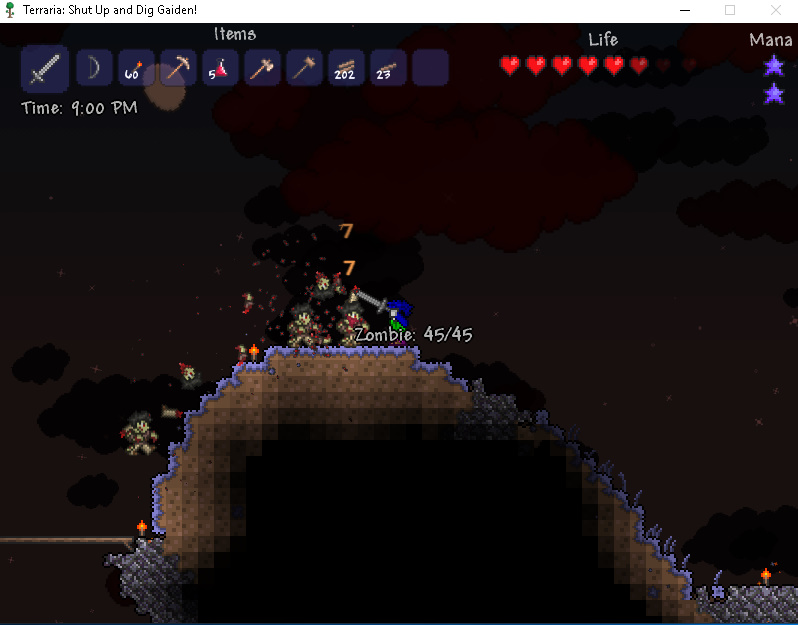 Terraria: Shut Up and Dig Gaiden!
Items
Life
Mana
60
5
202
23
Time: 9:00 PM
7
7
Zombie: 45/45